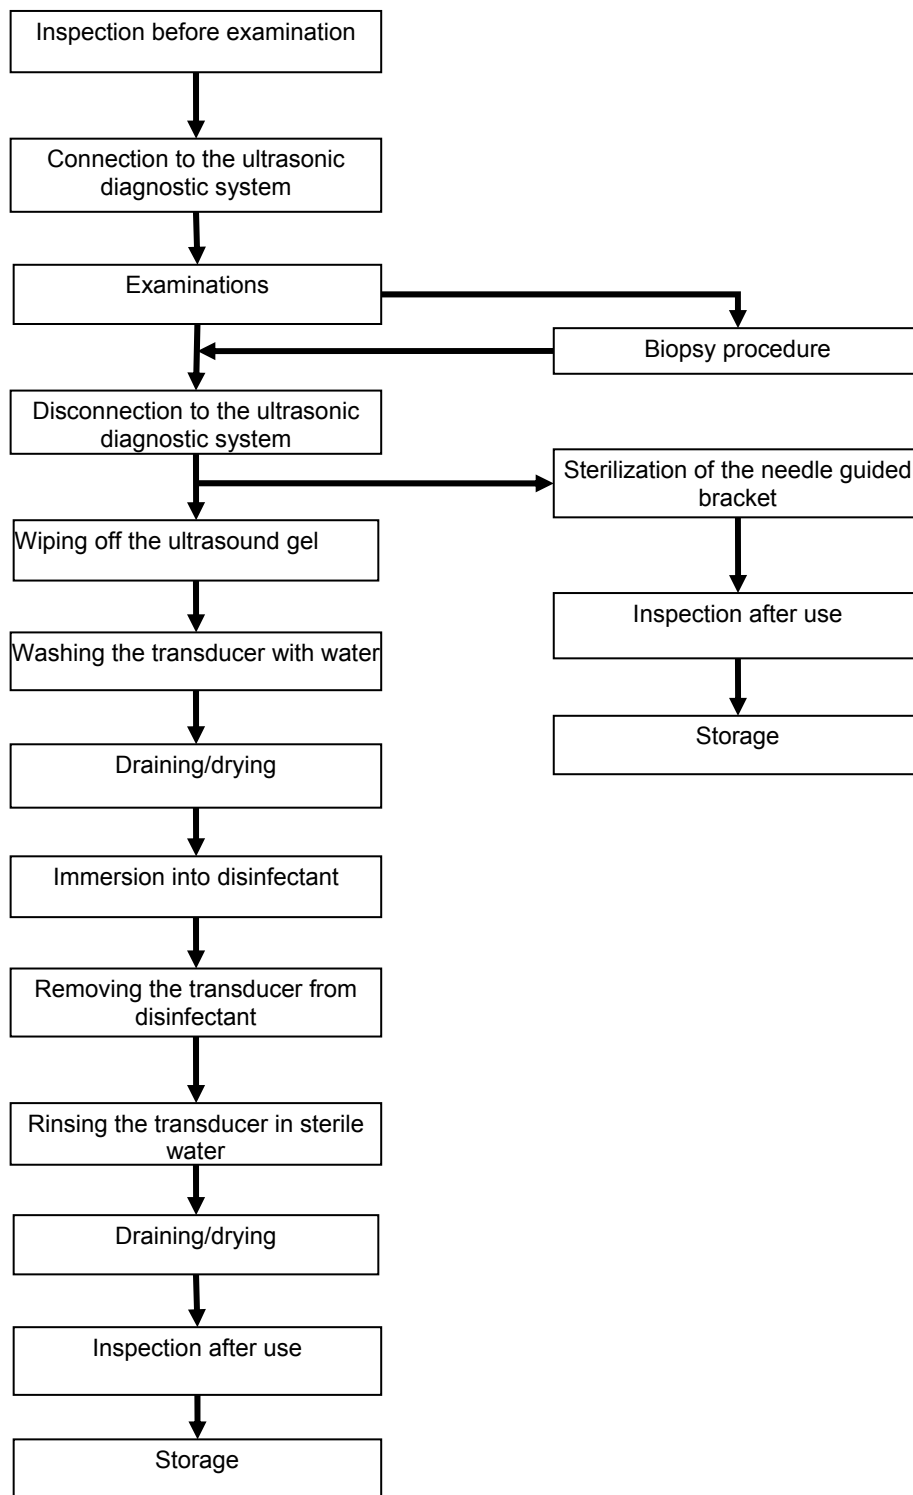 Inspection before examination
Connection to the ultrasonic
diagnostic system
Examinations
Biopsy procedure
Disconnection to the ultrasonic
diagnostic system
Sterilization of the needle guided
bracket
Wiping off the ultrasound gel
Inspection after use
Washing the transducer with water
Storage
Draining/drying
Immersion into disinfectant
Removing the transducer from
disinfectant
Rinsing the transducer in sterile
water
Draining/drying
Inspection after use
Storage